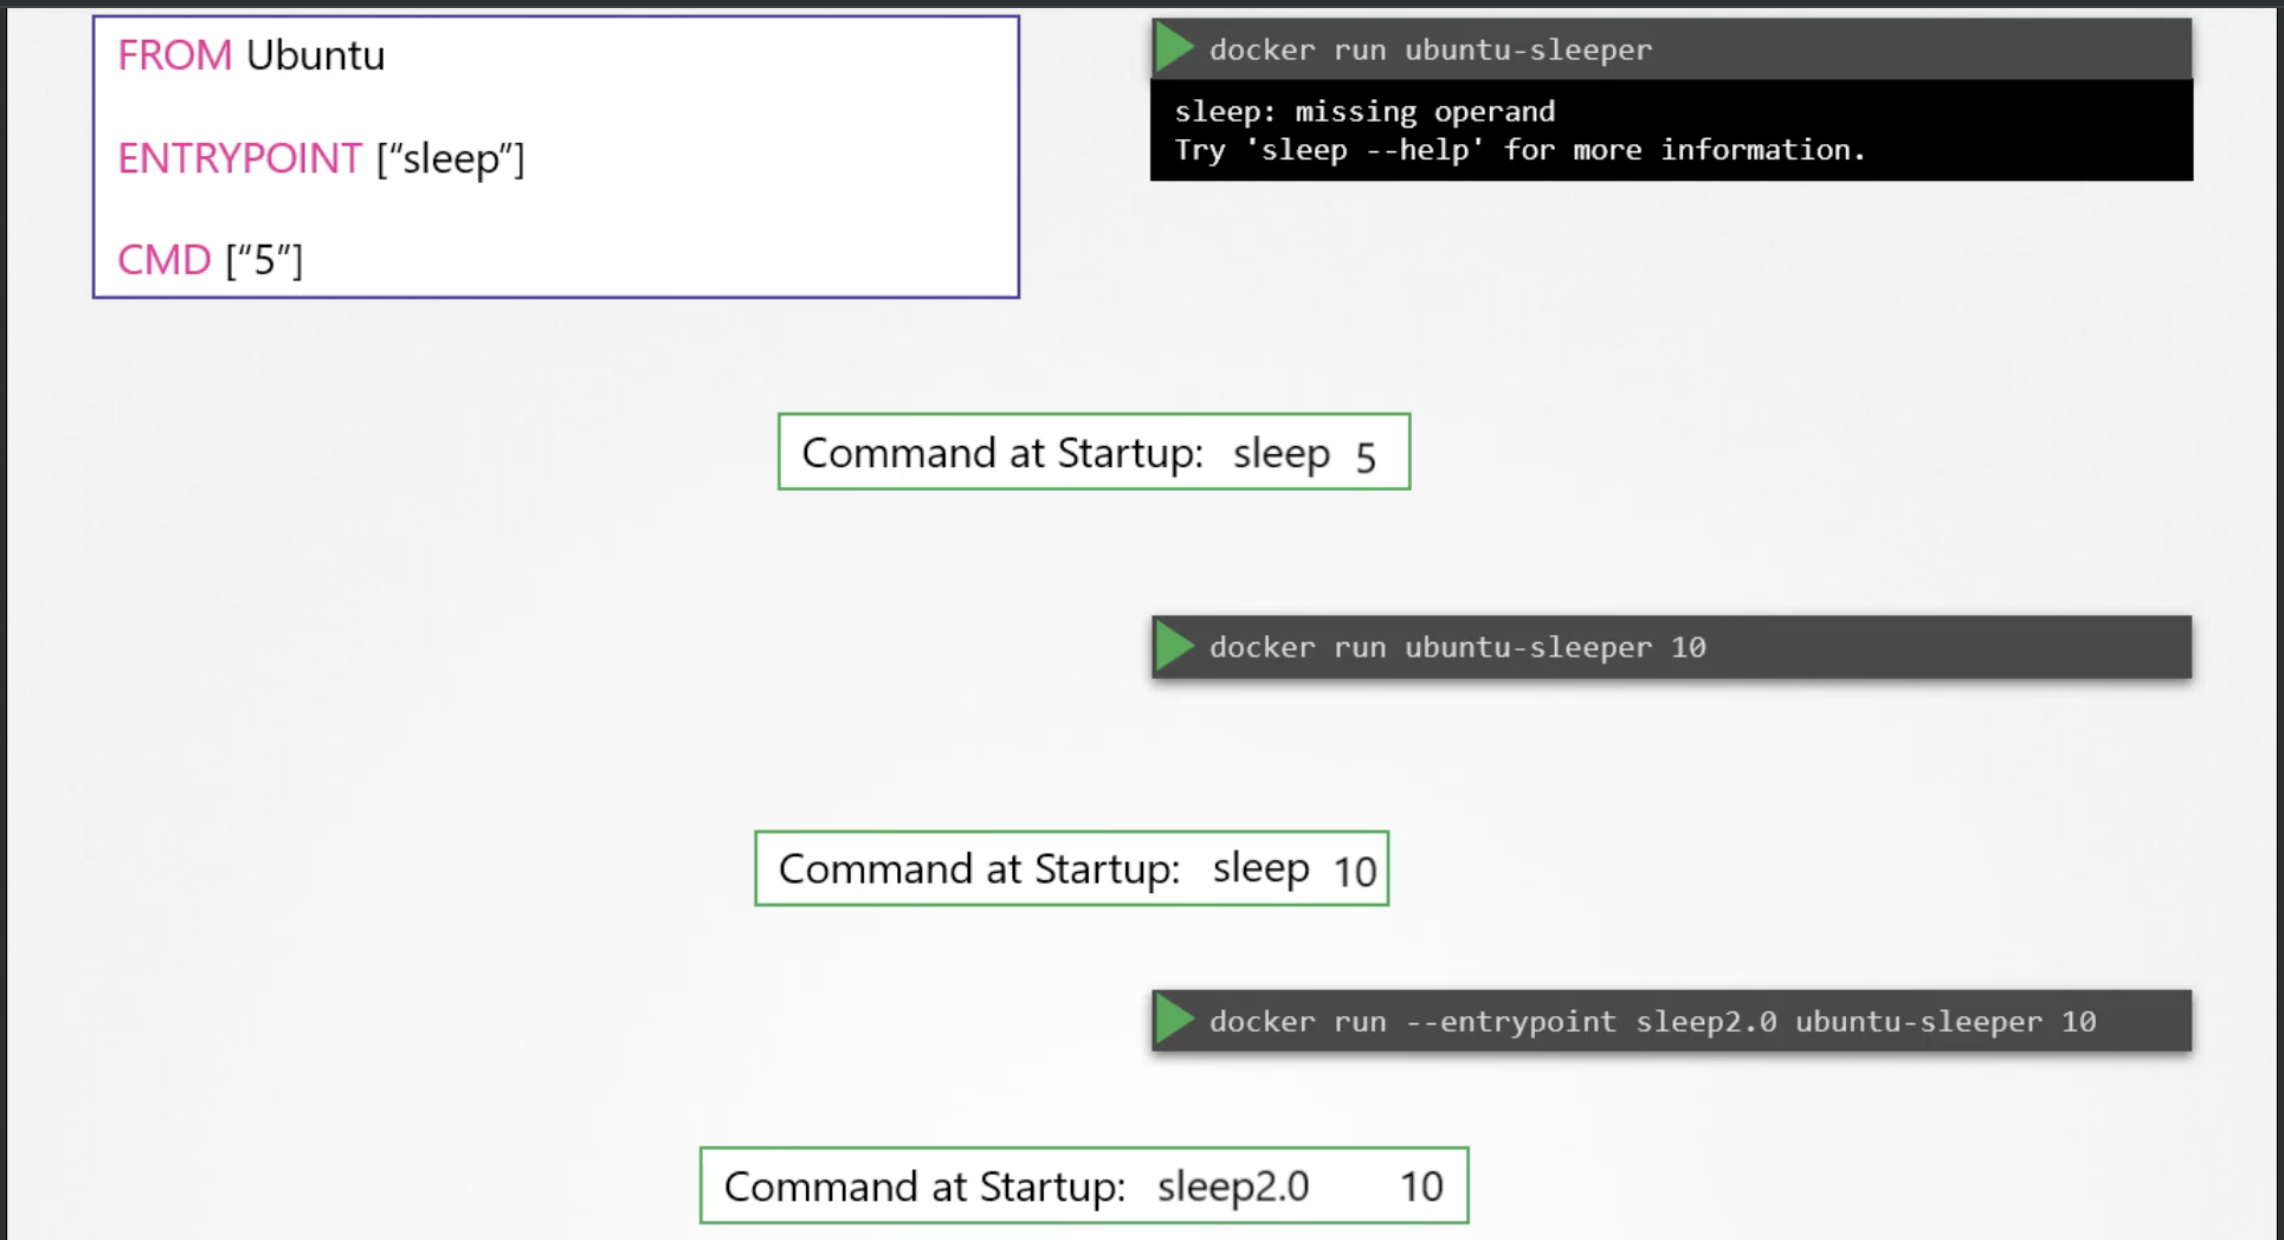 FROM Ubuntu
ENTRYPOINT [“sleep”]
CMD [“5”]
docker run ubuntu-sleeper
sleep: missing operand
Try 'sleep --help' for more information.
Command at Startup: sleep 5
docker run ubuntu-sleeper 10
Command at Startup: sleep 10
docker run --entrypoint sleep2.0 ubuntu-sleeper 10
Command at Startup: sleep2.0 10